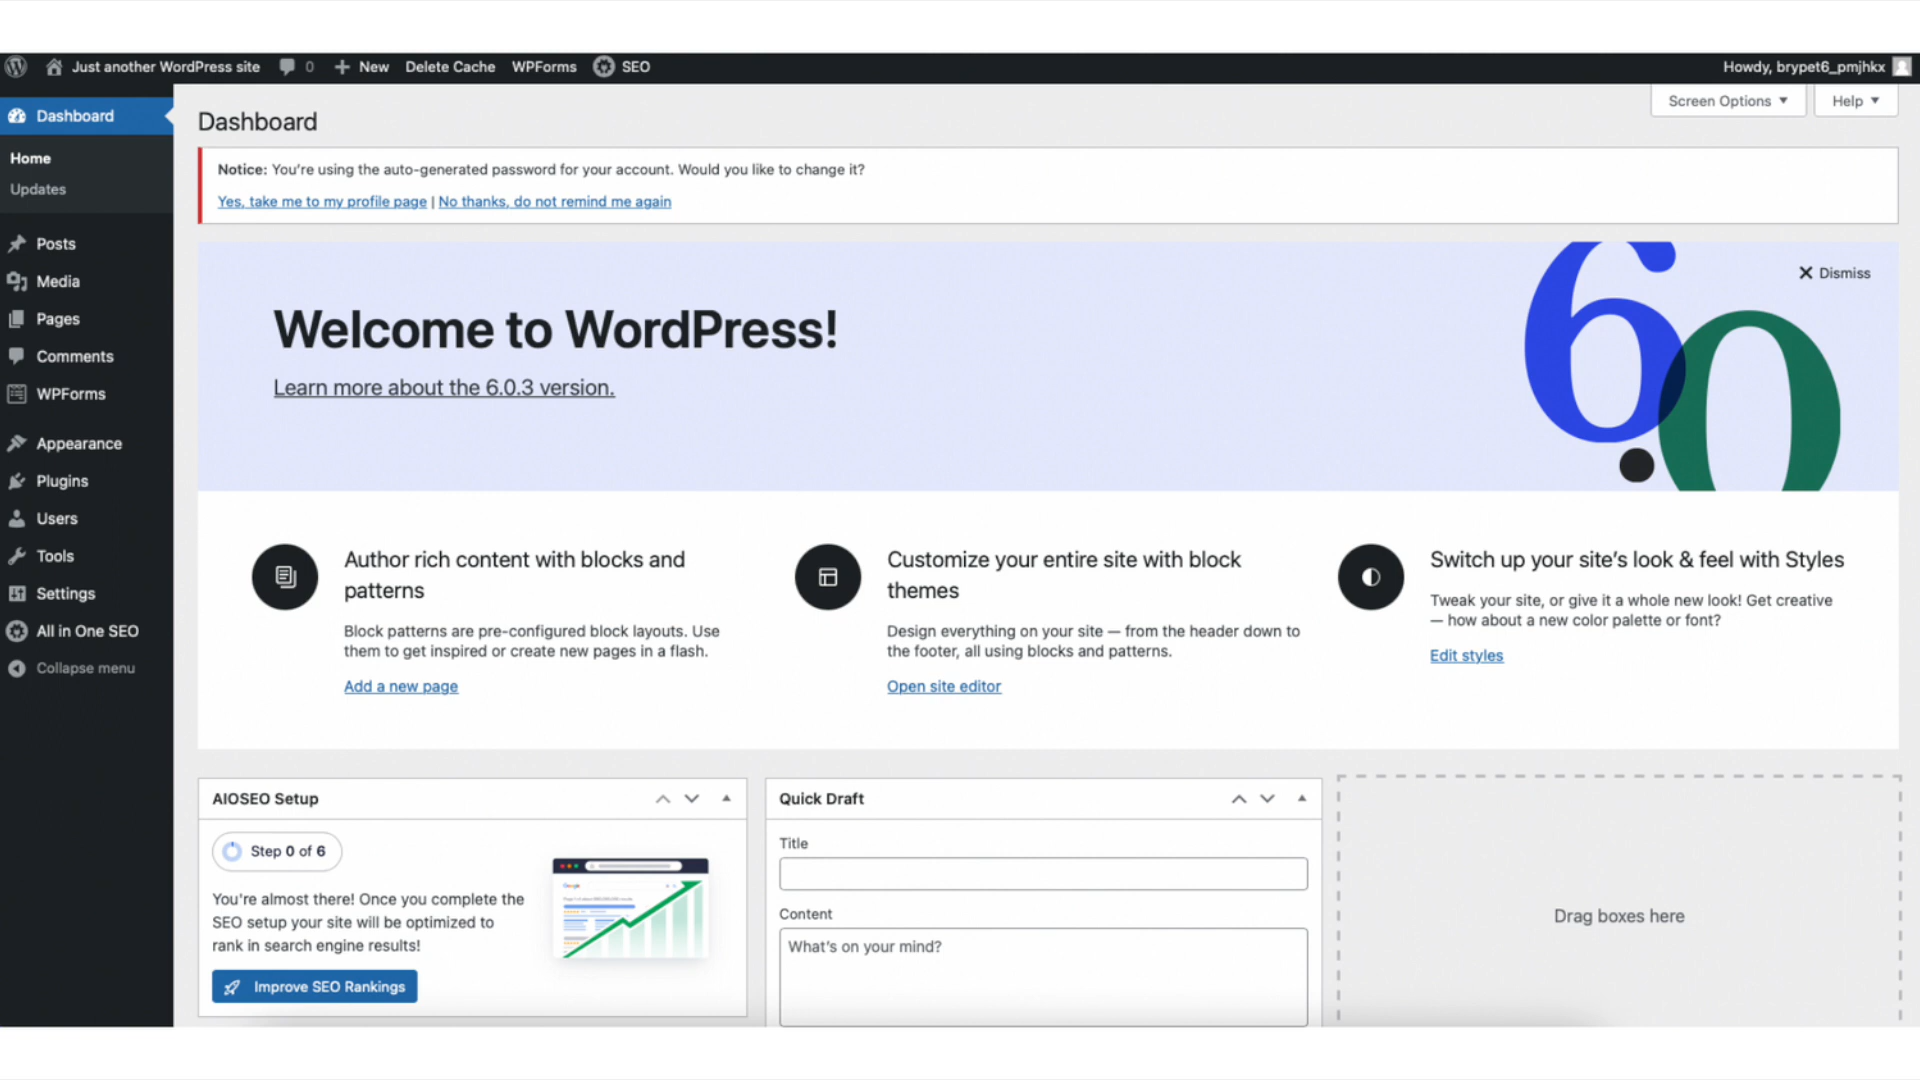 Just another WordPress site 0 New Delete Cache WPForms SEO Howdy, brypet6_pmjhkx
Screen Options Help
Dashboard
Home
Updates
Posts
Media
Pages
Comments
WPForms
Appearance
Plugins
Users
Tools
Settings
All in One SEO
Collapse menu
Dashboard
Notice: You're using the auto-generated password for your account. Would you like to change it?
Yes, take me to my profile page | No thanks, do not remind me again
Dismiss
Welcome to WordPress!
Learn more about the 6.0.3 version.
6.0
Author rich content with blocks and
patterns
Block patterns are pre-configured block layouts. Use
them to get inspired or create new pages in a flash.
Add a new page
Customize your entire site with block
themes
Design everything on your site — from the header down to
the footer, all using blocks and patterns.
Open site editor
Switch up your site's look & feel with Styles
Tweak your site, or give it a whole new look! Get creative
— how about a new color palette or font?
Edit styles
AIOSEO Setup
Step 0 of 6
You're almost there! Once you complete the
SEO setup your site will be optimized to
rank in search engine results!
Google
Improve SEO Rankings
Quick Draft
Title
Content
What's on your mind?
Drag boxes here